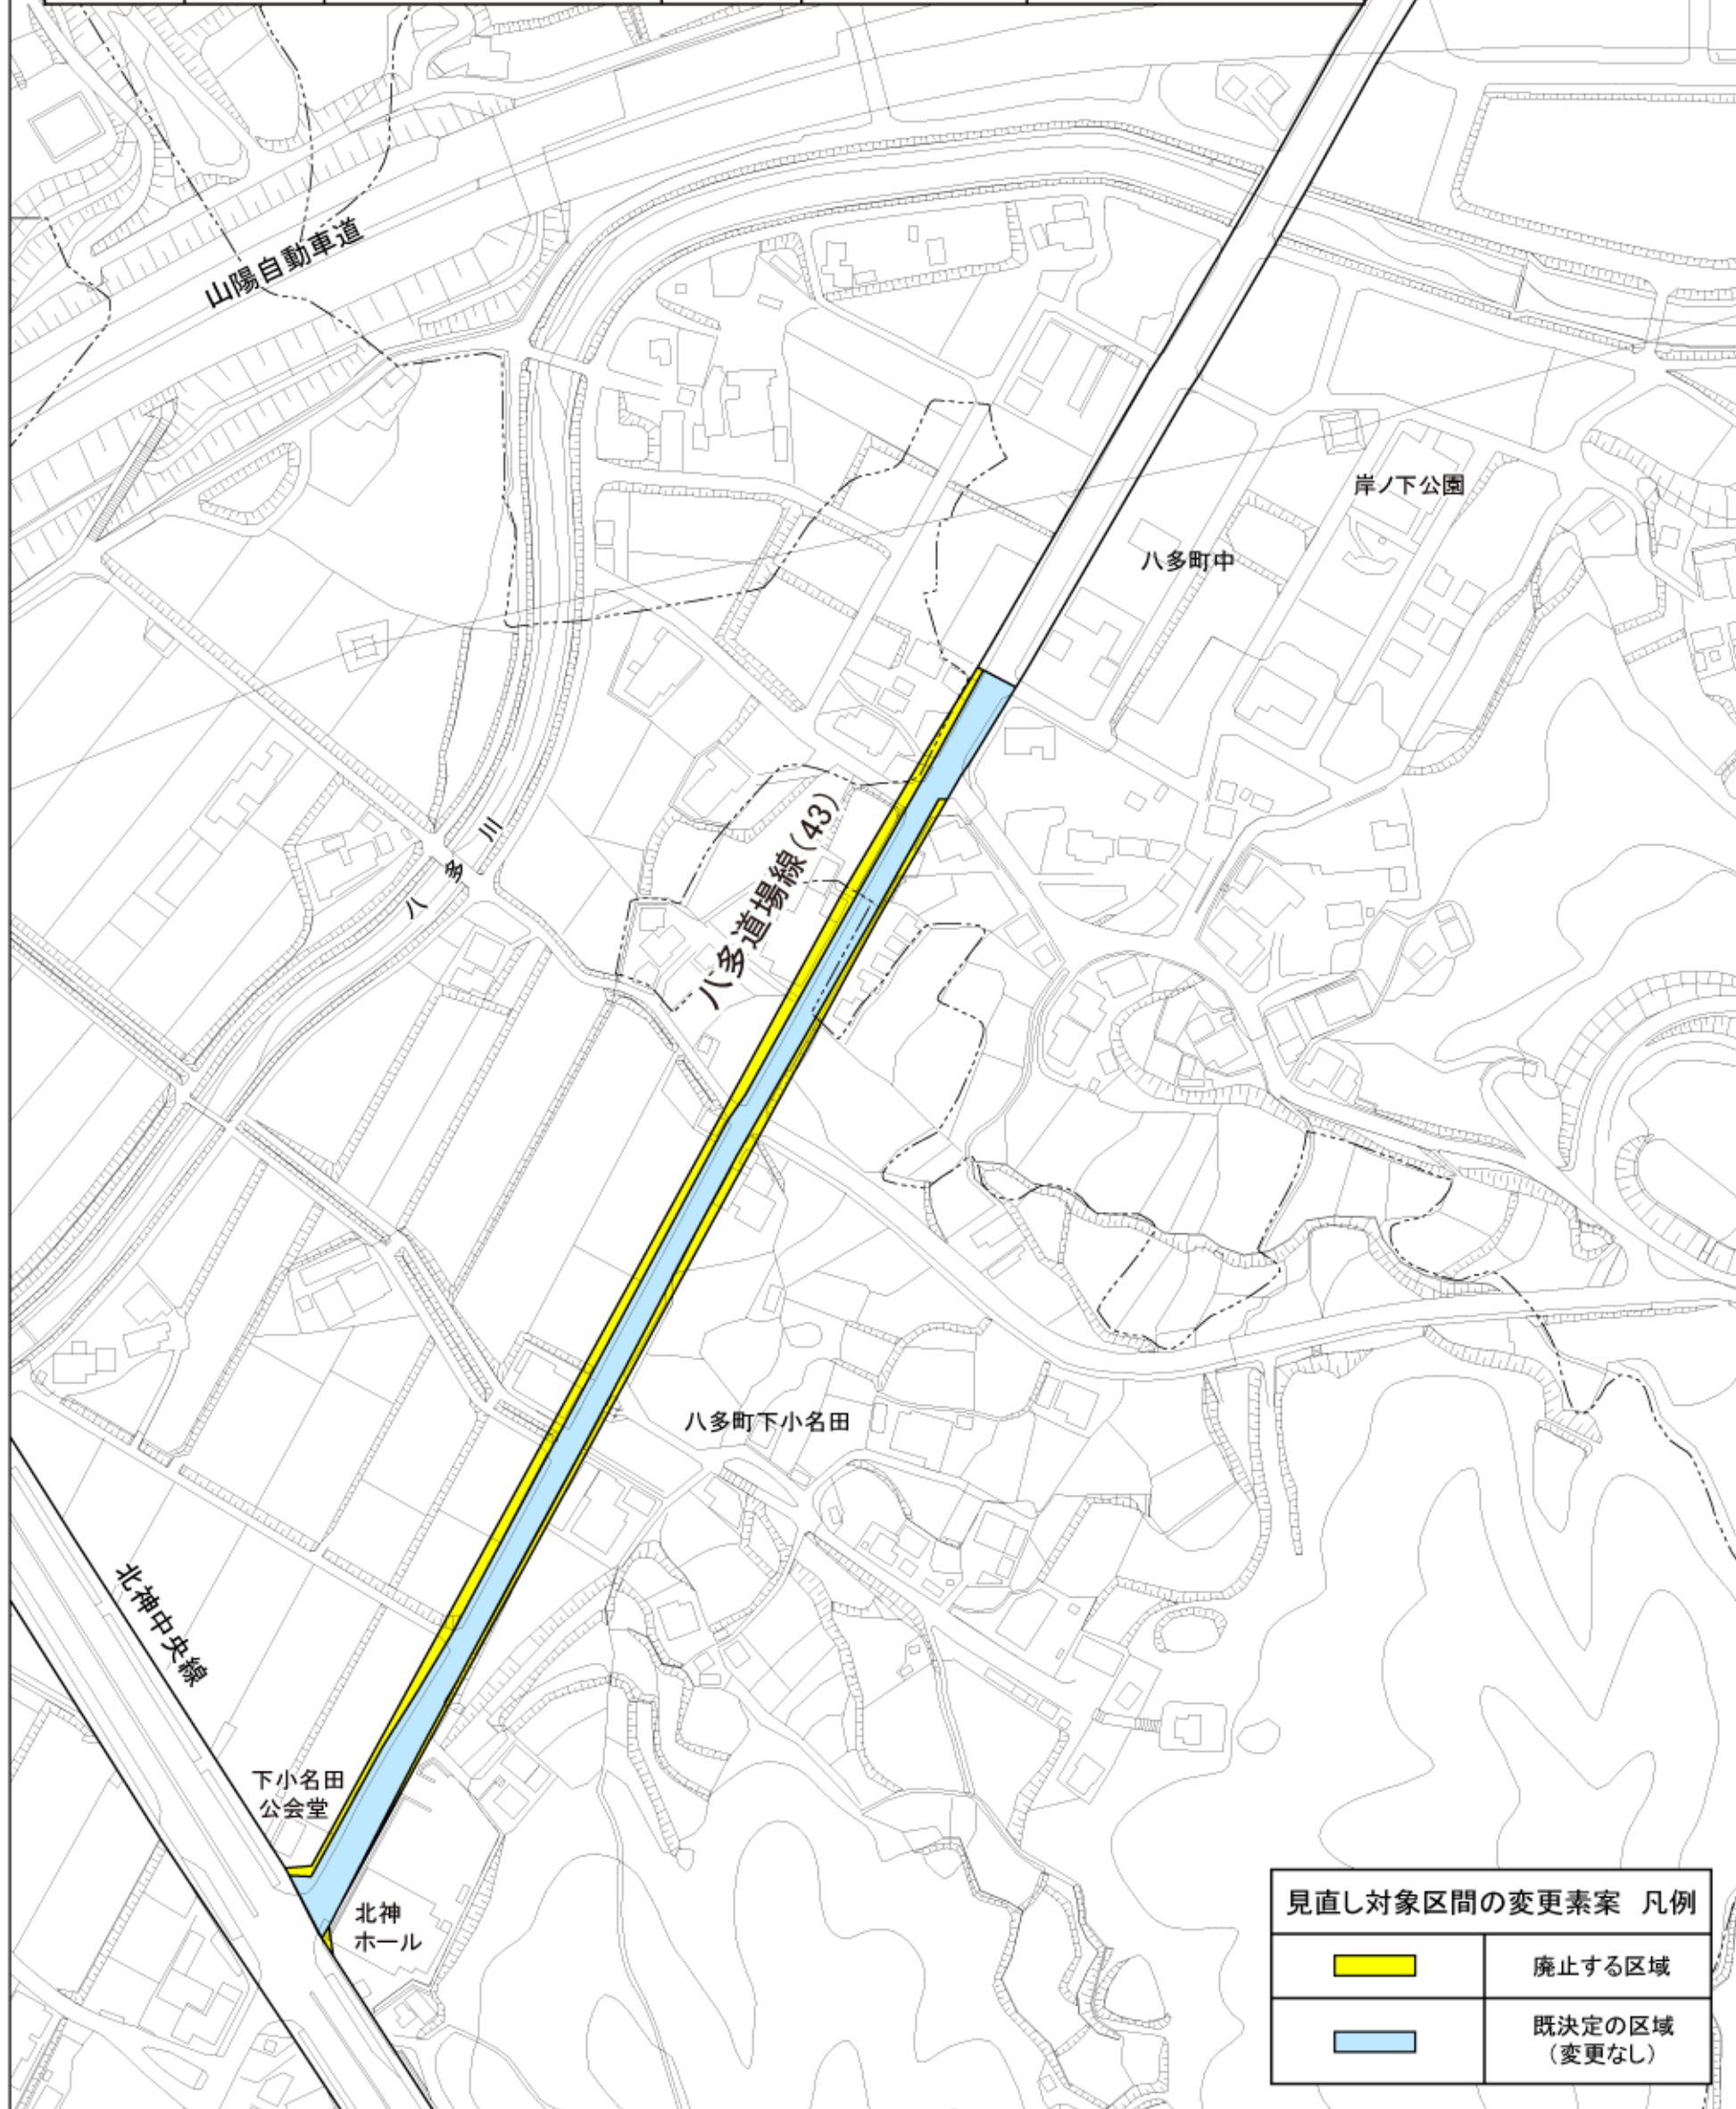 山陽自動車道
岸ノ下公園
八多町中
八多道場線(43)
八多川
八多町下小名田
北神中央線
下小名田
公会堂
北神
ホール
見直し対象区間の変更素案 凡例
廃止する区域
既決定の区域
(変更なし)